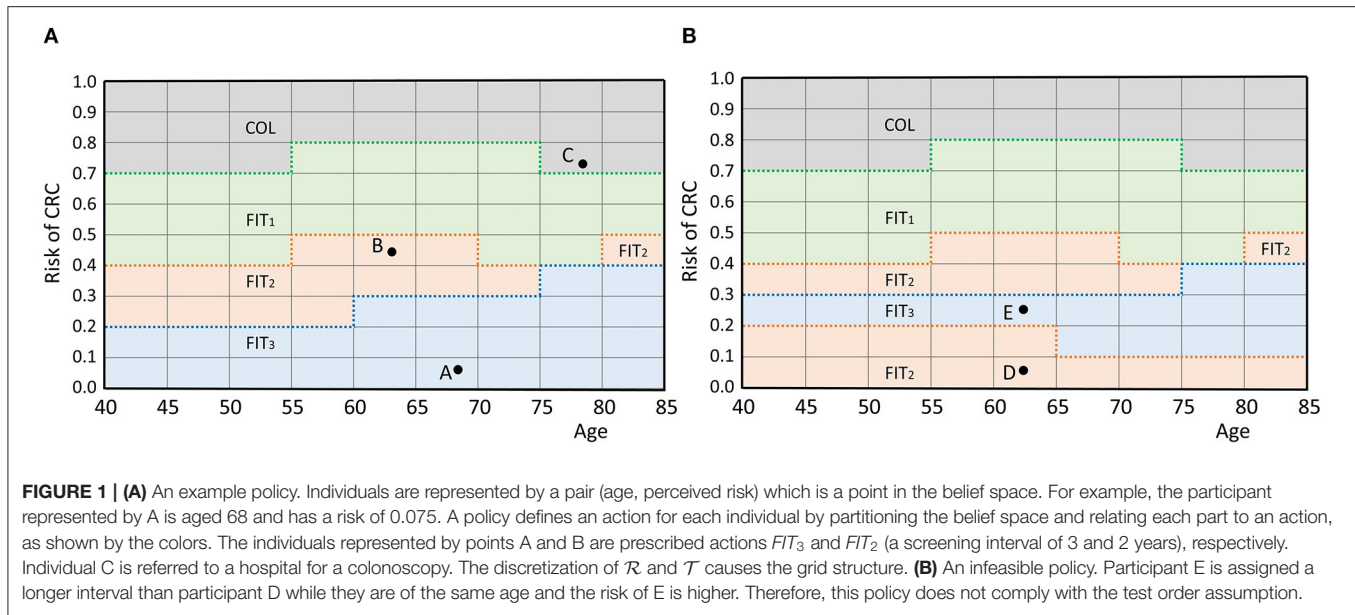 A
B
1.0
0.9
0.8
0.7
0.6
0.5
0.4
0.3
0.2
0.1
0.0
Risk of CRC
COL
C
FIT1
B
FIT2
FIT2
FIT3
A
40 45 50 55 60 65 70 75 80 85
Age
1.0
0.9
0.8
0.7
0.6
0.5
0.4
0.3
0.2
0.1
0.0
Risk of CRC
COL
FIT1
FIT2
FIT2
FIT3
E
FIT2
D
40 45 50 55 60 65 70 75 80 85
Age
FIGURE 1 | (A) An example policy. Individuals are represented by a pair (age, perceived risk) which is a point in the belief space. For example, the participant
represented by A is aged 68 and has a risk of 0.075. A policy defines an action for each individual by partitioning the belief space and relating each part to an action,
as shown by the colors. The individuals represented by points A and B are prescribed actions FIT3 and FIT2 (a screening interval of 3 and 2 years), respectively.
Individual C is referred to a hospital for a colonoscopy. The discretization of R and T causes the grid structure. (B) An infeasible policy. Participant E is assigned a
longer interval than participant D while they are of the same age and the risk of E is higher. Therefore, this policy does not comply with the test order assumption.